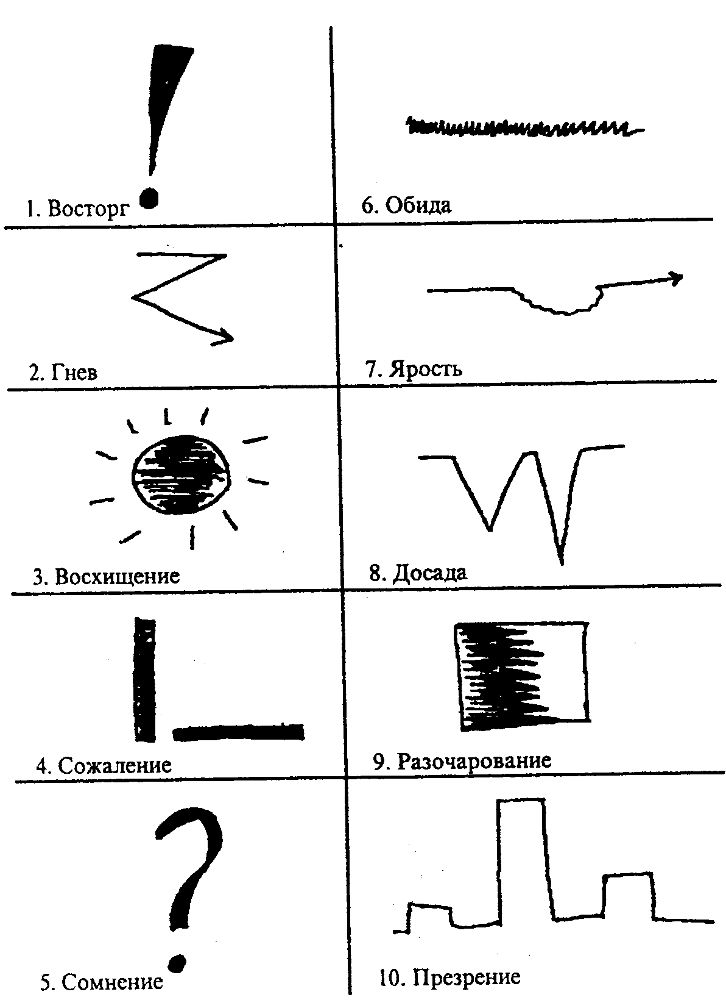 1. Восторг
6. Обида
2. Гнев
7. Ярость
3. Восхищение
8. Досада
4. Сожаление
9. Разочарование
5. Сомнение
10. Презрение